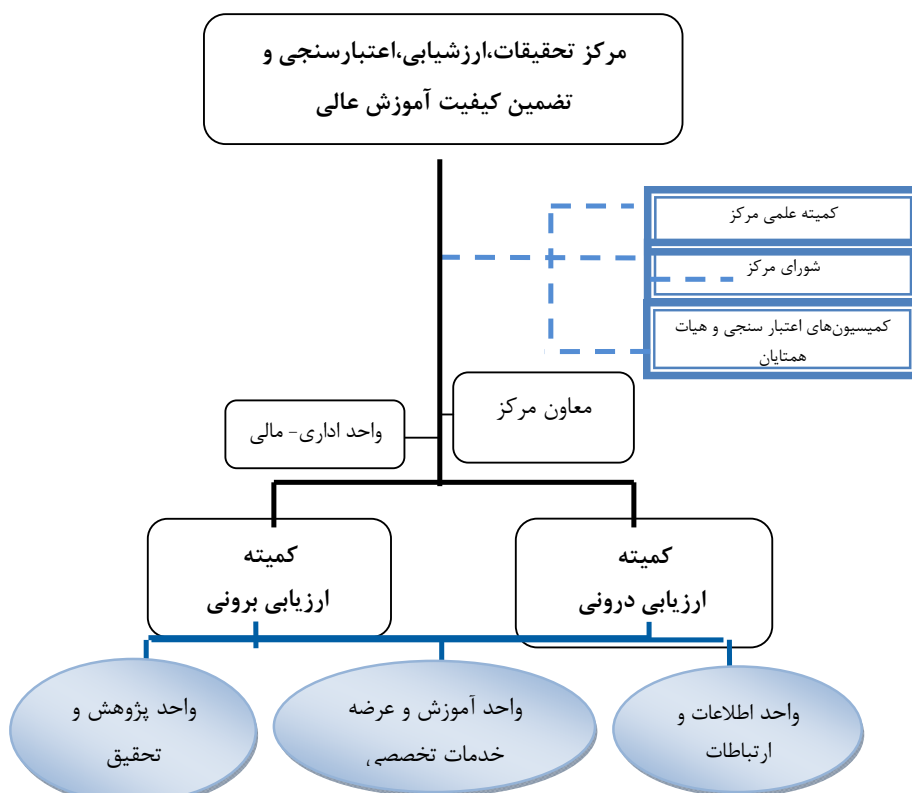 مرکز تحقیقات،ارزشیابی،اعتبارسنجی و
تضمین کیفیت آموزش عالی
کمیته علمی مرکز
شورای مرکز
کمیسیون‌های اعتبار سنجی و هیات
همتایان
معاون مرکز
واحد اداری- مالی
کمیته
ارزیابی درونی
کمیته
ارزیابی برونی
واحد اطلاعات و
ارتباطات
واحد آموزش و عرضه
خدمات تخصصی
واحد پژوهش و
تحقیق